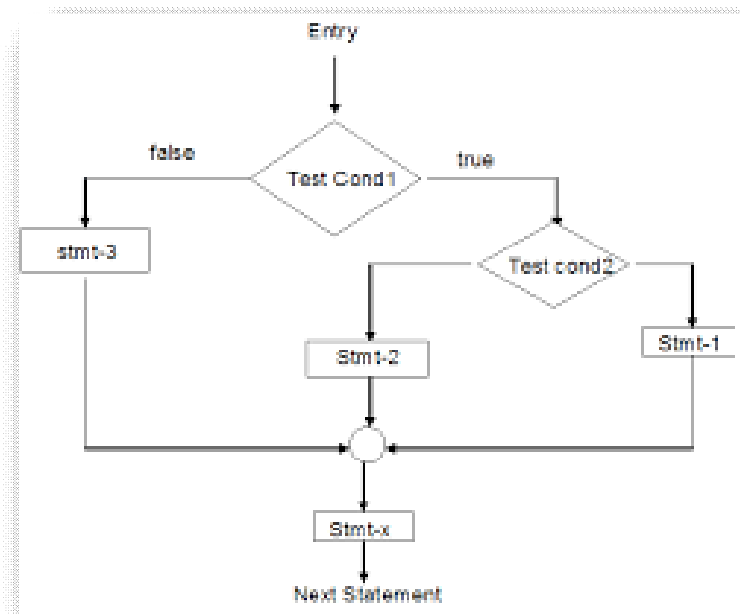 Entry
false
true
Test Cond1
stmt-3
Test cond2
Stmt-2
Stmt-1
Stmt-x
Next Statement